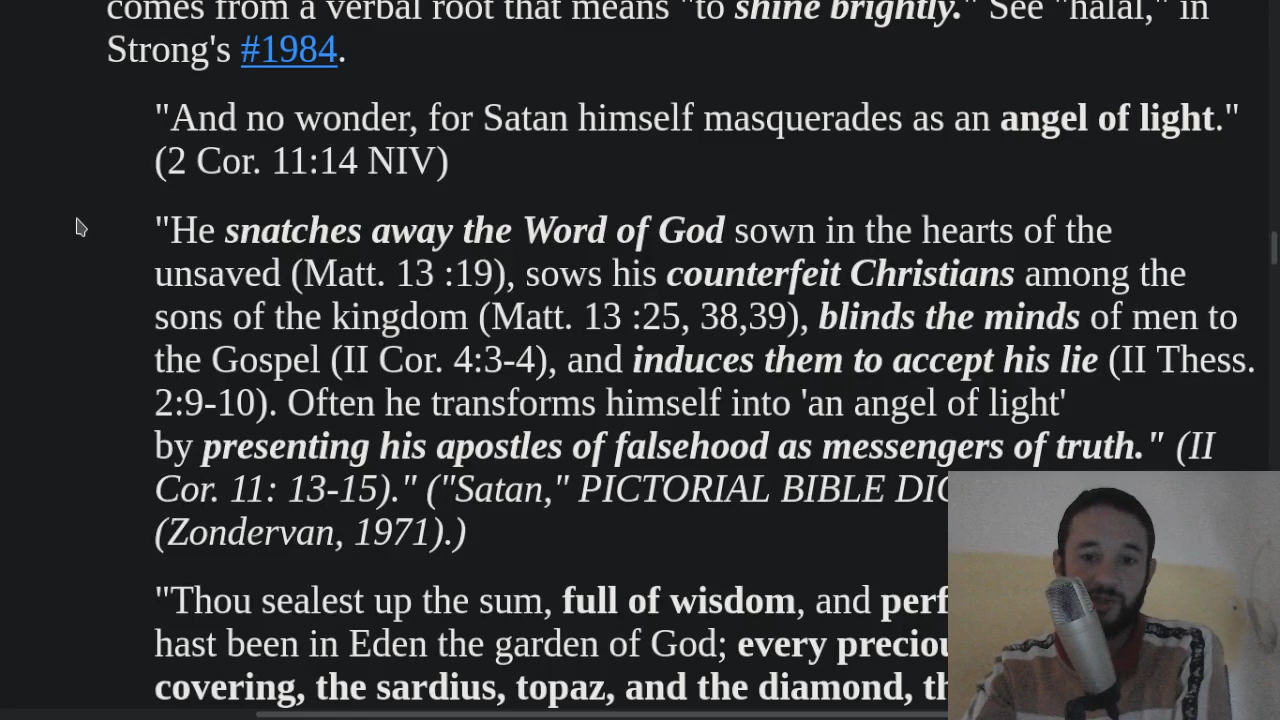 comes from a verbal root that means "to shine brightly." See "halal," in
Strong's #1984.
"And no wonder, for Satan himself masquerades as an angel of light."
(2 Cor. 11:14 NIV)
"He snatches away the Word of God sown in the hearts of the
unsaved (Matt. 13 :19), sows his counterfeit Christians among the
sons of the kingdom (Matt. 13 :25, 38,39), blinds the minds of men to
the Gospel (II Cor. 4:3-4), and induces them to accept his lie (II Thess.
2:9-10). Often he transforms himself into 'an angel of light'
by presenting his apostles of falsehood as messengers of truth." (II
Cor. 11: 13-15)." ("Satan," PICTORIAL BIBLE
(Zondervan, 1971).)
"Thou sealest up the sum, full of wisdom, and
hast been in Eden the garden of God; every
covering, the sardius, topaz, and the diamond,